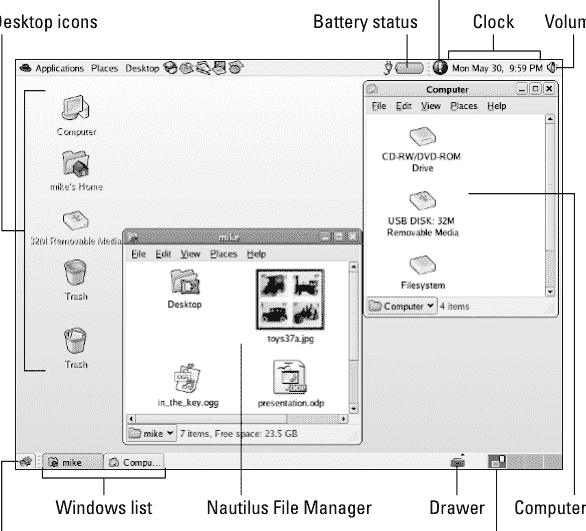 Desktop icons
Battery status
Clock
Volum
Applications Places Desktop
Mon May 30, 9:59 PM
Computer
File Edit View Places Help
CD-RW/DVD-ROM
Drive
USB DISK: 32M
Removable Media
Filesystem
Computer 4 items
Computer
mike's Home
32M Removable Media
Trash
Trash
mike
File Edit View Places Help
Desktop
toys37a.jpg
in_the_key.ogg
presentation.odp
mike 7 items, Free space: 23.5 GB
mike
Compu...
Windows list
Nautilus File Manager
Drawer
Computer